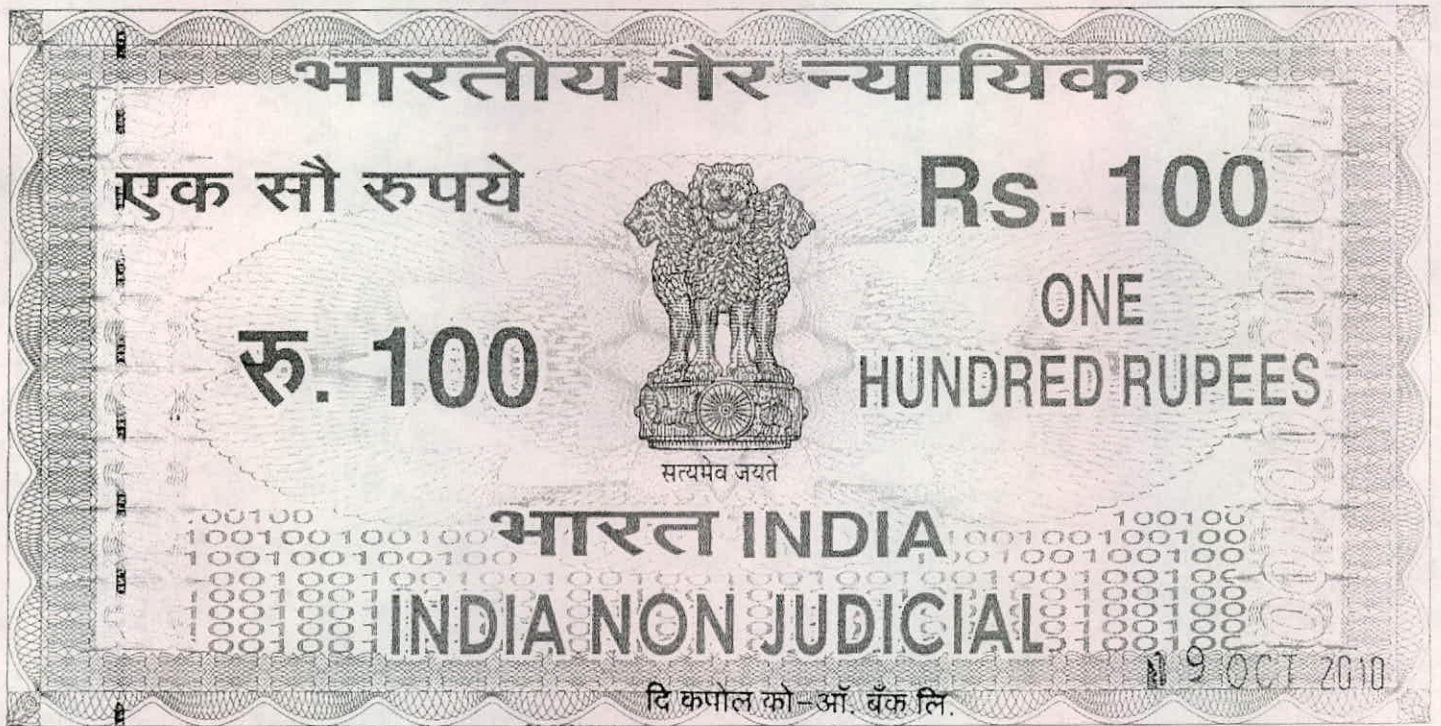 भारतीय गैर न्यायिक
एक सौ रुपये
Rs. 100
रु. 100
ONE
HUNDRED RUPEES
सत्यमेव जयते
भारत INDIA
INDIA NON JUDICIAL
9 OCT 2010
दि कपोल को-ऑ. बँक लि.